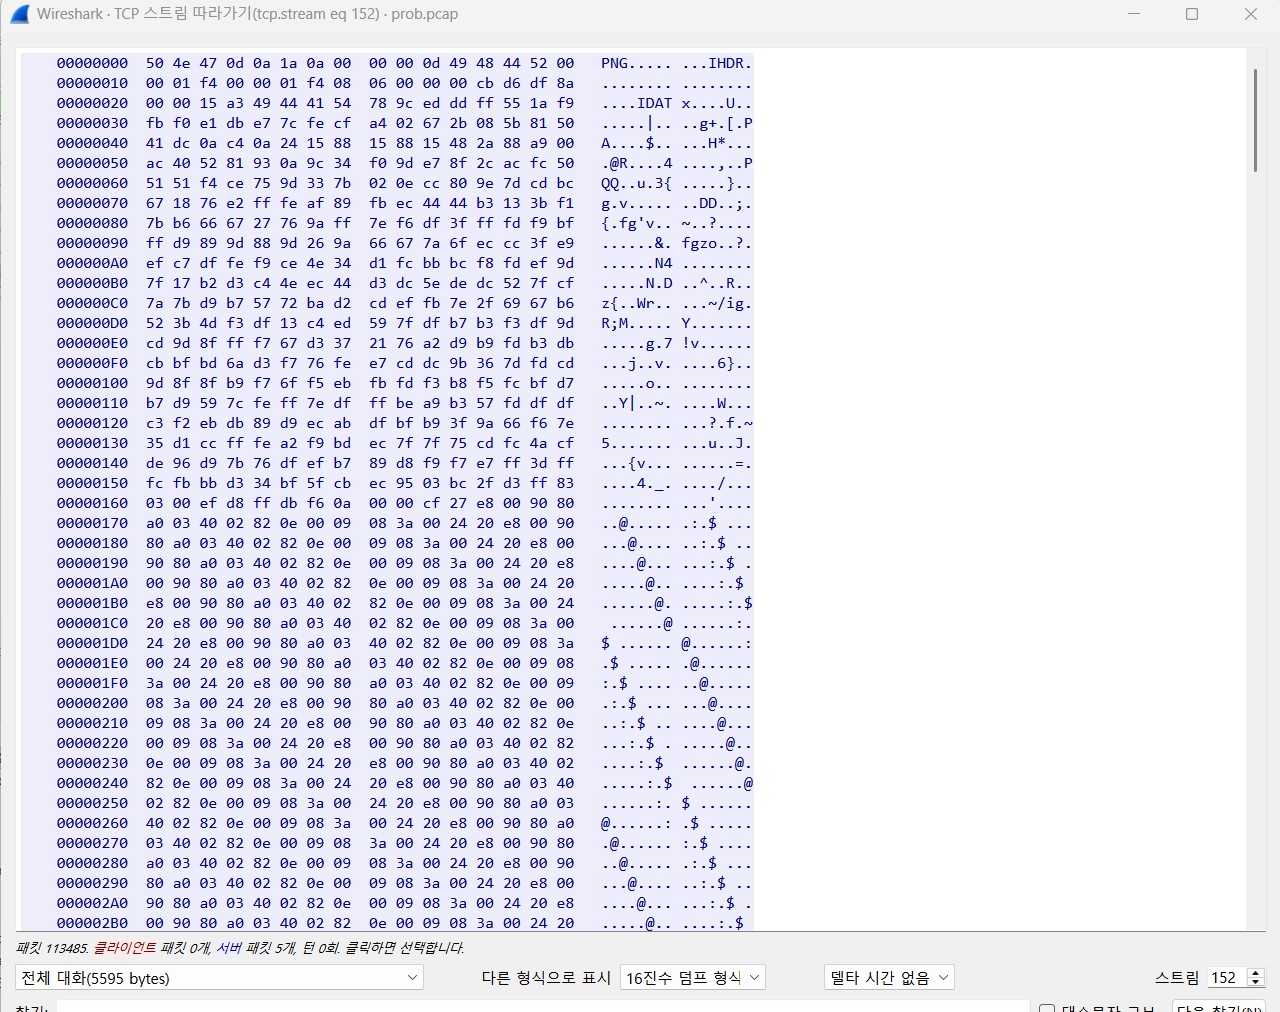 Wireshark · TCP 스트림 따라가기(tcp.stream eq 152) · prob.pcap
00000000 50 4e 47 0d 0a 1a 0a 00 00 00 0d 49 48 44 52 00 PNG..... ...IHDR.
00000010 00 01 f4 00 00 01 f4 08 06 00 00 00 cb d6 df 8a ........ ........
00000020 00 00 15 a3 49 44 41 54 78 9c ed dd ff 55 1a f9 ....IDAT x....U..
00000030 fb f0 e1 db e7 7c fe cf a4 02 67 2b 08 5b 81 50 .....|.. ..g+.[.P
00000040 41 dc 0a c4 0a 24 15 88 15 88 15 48 2a 88 a9 00 A....$.. ...H*...
00000050 ac 40 52 81 93 0a 9c 34 f0 9d e7 8f 2c ac fc 50 .@R....4 ....,..P
00000060 51 51 f4 ce 75 9d 33 7b 02 0e cc 80 9e 7d cd bc QQ..u.3{ .....}..
00000070 67 18 76 e2 ff fe af 89 fb ec 44 44 b3 13 3b f1 g.v..... ..DD..;.
00000080 7b b6 66 67 27 76 9a ff 7e f6 df 3f ff fd f9 bf {.fg'v.. ~..?....
00000090 ff d9 89 9d 88 9d 26 9a 66 67 7a 6f ec cc 3f e9 ......&. fgzo..?.
000000A0 ef c7 df fe f9 ce 4e 34 d1 fc bb bc f8 fd ef 9d ......N4 ........
000000B0 7f 17 b2 d3 c4 4e ec 44 d3 dc 5e de dc 52 7f cf .....N.D ..^..R..
000000C0 7a 7b d9 b7 57 72 ba d2 cd ef fb 7e 2f 69 67 b6 z{..Wr.. ...~/ig.
000000D0 52 3b 4d f3 df 13 c4 ed 59 7f df b7 b3 f3 df 9d R;M..... Y.......
000000E0 cd 9d 8f ff f7 67 d3 37 21 76 a2 d9 b9 fd b3 db .....g.7 !v......
000000F0 cb bf bd 6a d3 f7 76 fe e7 cd dc 9b 36 7d fd cd ...j..v. ....6}..
00000100 9d 8f 8f b9 f7 6f f5 eb fb fd f3 b8 f5 fc bf d7 .....o.. ........
00000110 b7 d9 59 7c fe ff 7e df ff be a9 b3 57 fd df df ..Y|..~. ....W...
00000120 c3 f2 eb db 89 d9 ec ab df bf b9 3f 9a 66 f6 7e ........ ...?.f.~
00000130 35 d1 cc ff fe a2 f9 bd ec 7f 7f 75 cd fc 4a cf 5....... ...u..J.
00000140 de 96 d9 7b 76 df ef b7 89 d8 f9 f7 e7 ff 3d ff ...{v... ......=.
00000150 fc fb bb d3 34 bf 5f cb ec 95 03 bc 2f d3 ff 83 ....4._. ..../...
00000160 03 00 ef d8 ff db f6 0a 00 00 cf 27 e8 00 90 80 ........ ...'....
00000170 a0 03 40 02 82 0e 00 09 08 3a 00 24 20 e8 00 90 ..@..... .:.$ ...
00000180 80 a0 03 40 02 82 0e 00 09 08 3a 00 24 20 e8 00 ...@.... ..:.$ ..
00000190 90 80 a0 03 40 02 82 0e 00 09 08 3a 00 24 20 e8 ....@... ...:.$ .
000001A0 00 90 80 a0 03 40 02 82 0e 00 09 08 3a 00 24 20 .....@.. ....:.$
000001B0 e8 00 90 80 a0 03 40 02 82 0e 00 09 08 3a 00 24 ......@. .....:.$
000001C0 20 e8 00 90 80 a0 03 40 02 82 0e 00 09 08 3a 00 ......@ ......:.
000001D0 24 20 e8 00 90 80 a0 03 40 02 82 0e 00 09 08 3a $ ...... @......:
000001E0 00 24 20 e8 00 90 80 a0 03 40 02 82 0e 00 09 08 .$ ..... .@......
000001F0 3a 00 24 20 e8 00 90 80 a0 03 40 02 82 0e 00 09 :.$ .... ..@.....
00000200 08 3a 00 24 20 e8 00 90 80 a0 03 40 02 82 0e 00 .:.$ ... ...@....
00000210 09 08 3a 00 24 20 e8 00 90 80 a0 03 40 02 82 0e ..:.$ .. ....@...
00000220 00 09 08 3a 00 24 20 e8 00 90 80 a0 03 40 02 82 ...:.$ . .....@..
00000230 0e 00 09 08 3a 00 24 20 e8 00 90 80 a0 03 40 02 ....:.$ ......@.
00000240 82 0e 00 09 08 3a 00 24 20 e8 00 90 80 a0 03 40 .....:.$ ......@
00000250 02 82 0e 00 09 08 3a 00 24 20 e8 00 90 80 a0 03 ......:. $ ......
00000260 40 02 82 0e 00 09 08 3a 00 24 20 e8 00 90 80 a0 @......: .$ .....
00000270 03 40 02 82 0e 00 09 08 3a 00 24 20 e8 00 90 80 .@...... :.$ ....
00000280 a0 03 40 02 82 0e 00 09 08 3a 00 24 20 e8 00 90 ..@..... .:.$ ...
00000290 80 a0 03 40 02 82 0e 00 09 08 3a 00 24 20 e8 00 ...@.... ..:.$ ..
000002A0 90 80 a0 03 40 02 82 0e 00 09 08 3a 00 24 20 e8 ....@... ...:.$ .
000002B0 00 90 80 a0 03 40 02 82 0e 00 09 08 3a 00 24 20 .....@.. ....:.$
패킷 113485. 클라이언트 패킷 0개, 서버 패킷 5개, 턴 0회. 클릭하면 선택합니다.
전체 대화(5595 bytes) 다른 형식으로 표시 16진수 덤프 형식 델타 시간 없음 스트림 152